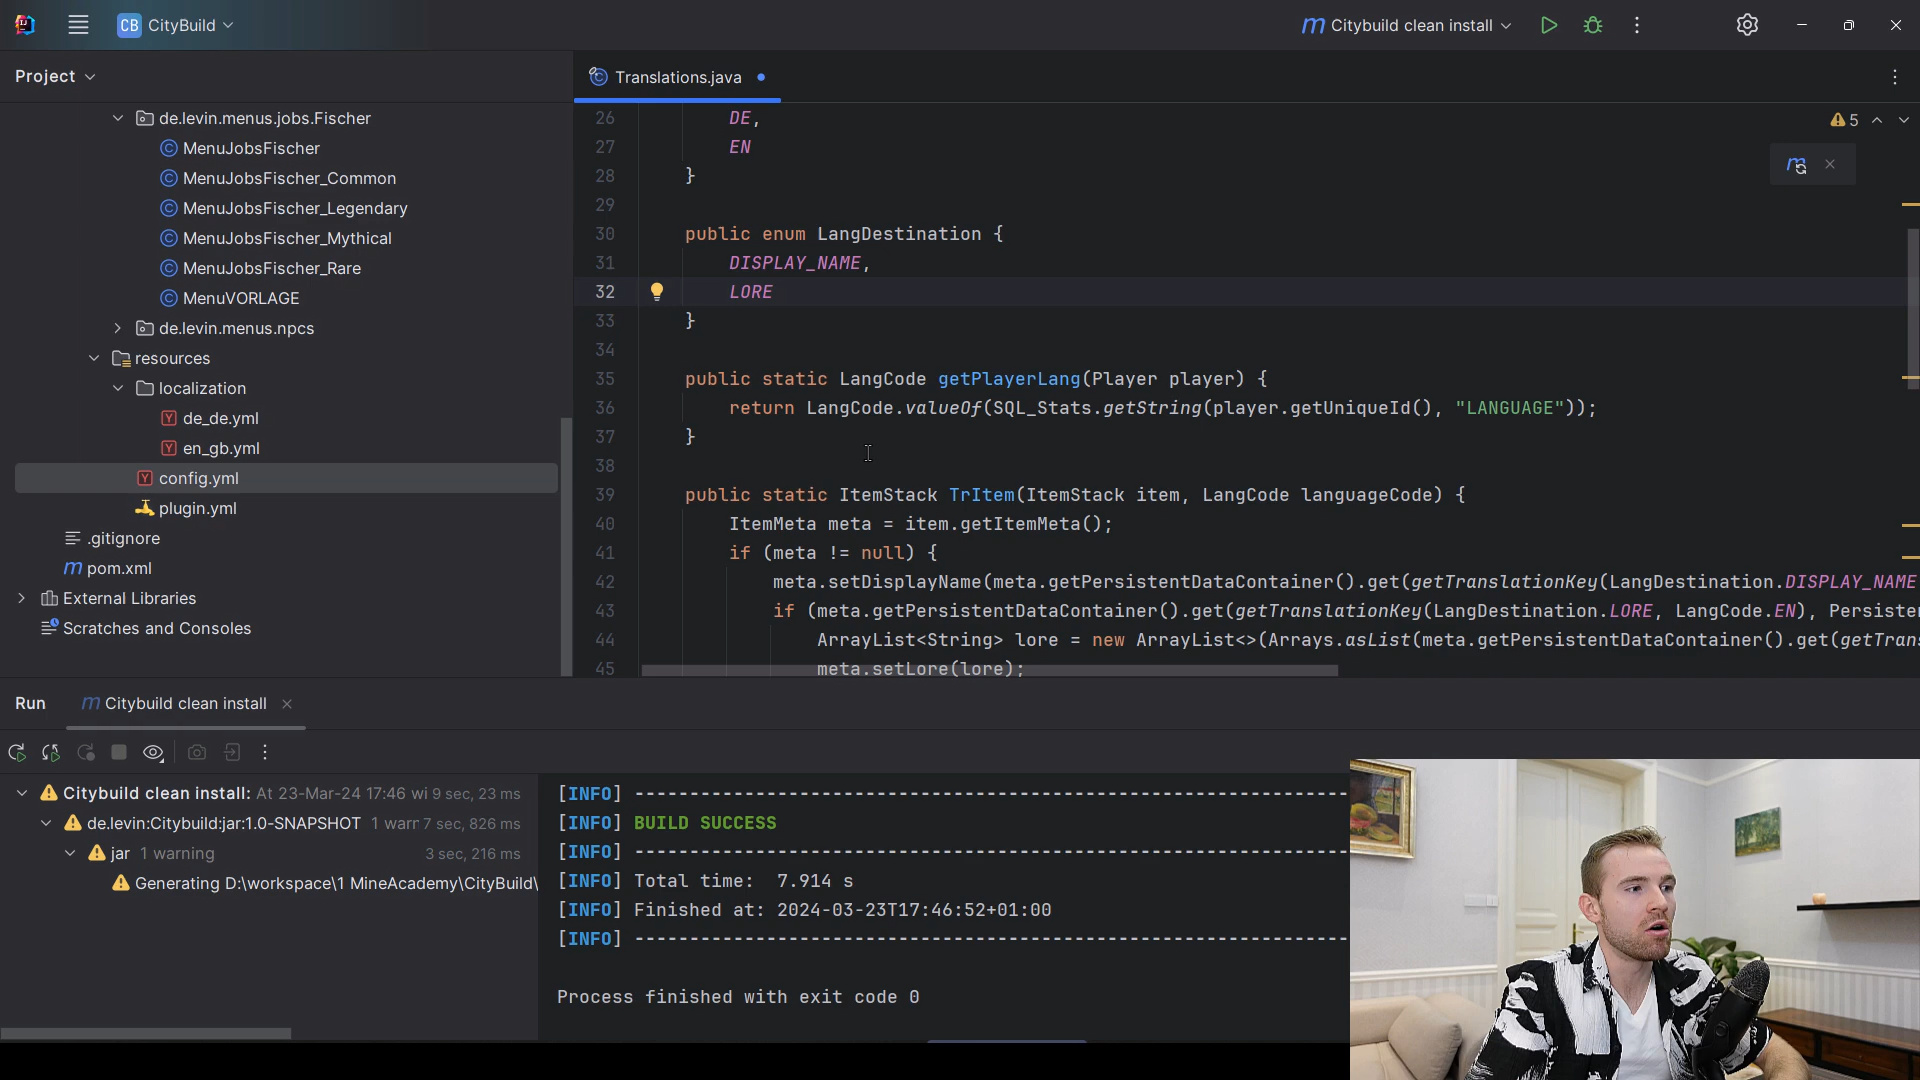 CB CityBuild
Citybuild clean install
Project
Translations.java
de.levin.menus.jobs.Fischer
MenuJobsFischer
MenuJobsFischer_Common
MenuJobsFischer_Legendary
MenuJobsFischer_Mythical
MenuJobsFischer_Rare
MenuVORLAGE
de.levin.menus.npcs
resources
localization
de_de.yml
en_gb.yml
config.yml
plugin.yml
.gitignore
pom.xml
External Libraries
Scratches and Consoles
5
26 DE,
27 EN
28 }
29
30 public enum LangDestination {
31 DISPLAY_NAME,
32 LORE
33 }
34
35 public static LangCode getPlayerLang(Player player) {
36 return LangCode.valueOf(SQL_Stats.getString(player.getUniqueId(), "LANGUAGE"));
37 }
38
39 public static ItemStack TrItem(ItemStack item, LangCode languageCode) {
40 ItemMeta meta = item.getItemMeta();
41 if (meta != null) {
42 meta.setDisplayName(meta.getPersistentDataContainer().get(getTranslationKey(LangDestination.DISPLAY_NAME
43 if (meta.getPersistentDataContainer().get(getTranslationKey(LangDestination.LORE, LangCode.EN), Persiste
44 ArrayList<String> lore = new ArrayList<>(Arrays.asList(meta.getPersistentDataContainer().get(getTran
45 meta.setLore(lore);
Run
Citybuild clean install
Citybuild clean install: At 23-Mar-24 17:46 wi 9 sec, 23 ms
de.levin:Citybuild:jar:1.0-SNAPSHOT 1 warr 7 sec, 826 ms
jar 1 warning 3 sec, 216 ms
Generating D:\workspace\1 MineAcademy\CityBuild\
[INFO] ------------------------------------------------------------------------
[INFO] BUILD SUCCESS
[INFO] ------------------------------------------------------------------------
[INFO] Total time:  7.914 s
[INFO] Finished at: 2024-03-23T17:46:52+01:00
[INFO] ------------------------------------------------------------------------
Process finished with exit code 0